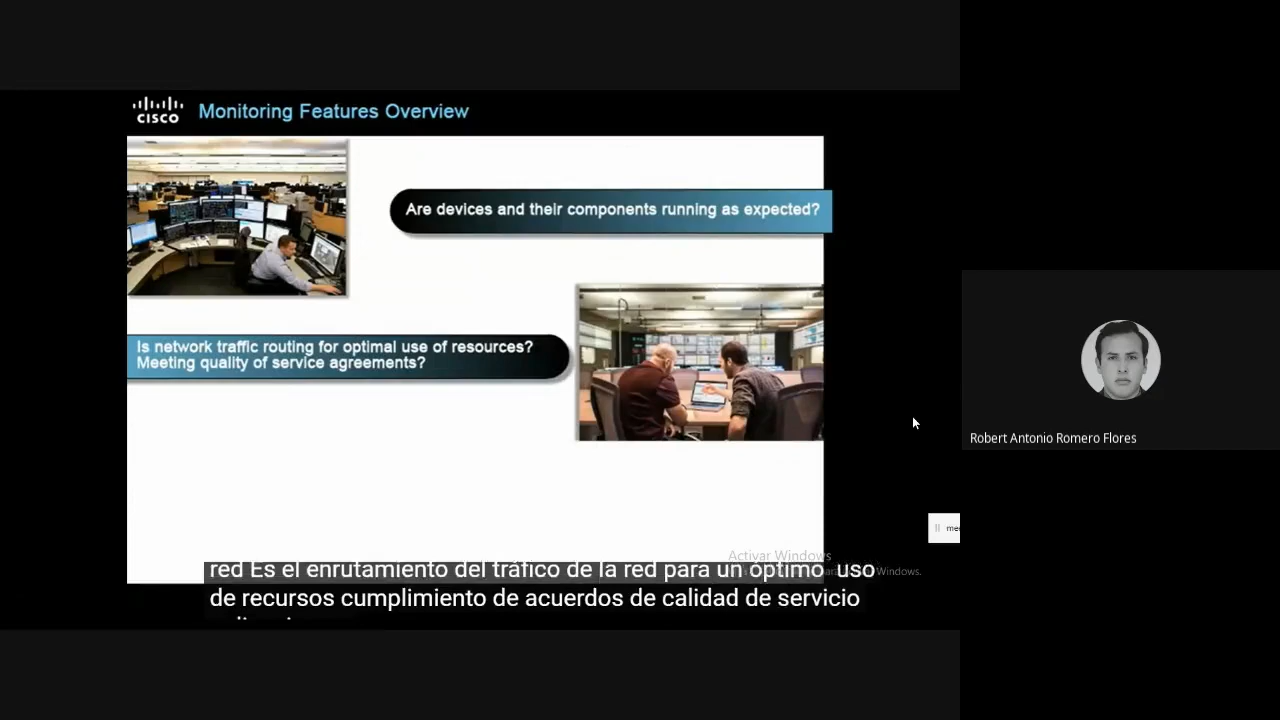 CISCO
Monitoring Features Overview
Are devices and their components running as expected?
Is network traffic routing for optimal use of resources?
Meeting quality of service agreements?
Robert Antonio Romero Flores
Activar Windows
Windows.
red Es el enrutamiento del tráfico de la red para un óptimo uso
de recursos cumplimiento de acuerdos de calidad de servicio